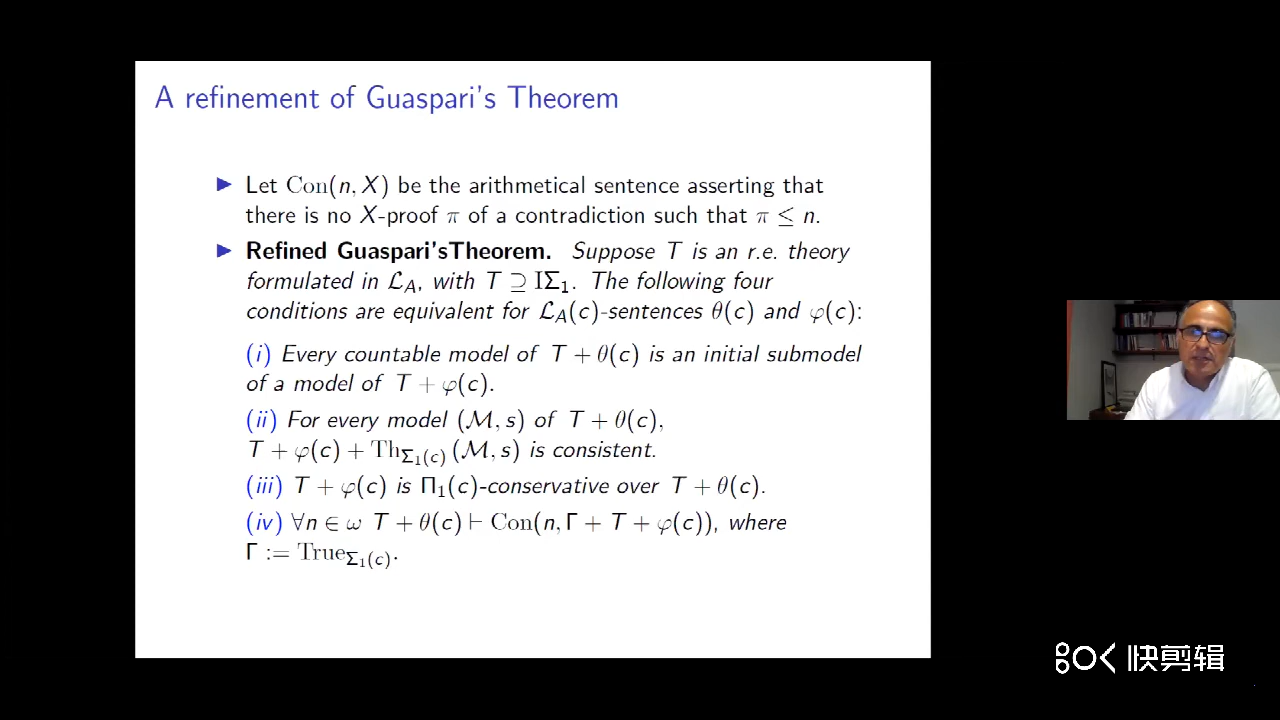 A refinement of Guaspari's Theorem
▶ Let Con(n, X) be the arithmetical sentence asserting that
there is no X-proof π of a contradiction such that π ≤ n.
▶ Refined Guaspari'sTheorem. Suppose T is an r.e. theory
formulated in ℒ_A, with T ⊇ IΣ₁. The following four
conditions are equivalent for ℒ_A(c)-sentences θ(c) and φ(c):
(i) Every countable model of T + θ(c) is an initial submodel
of a model of T + φ(c).
(ii) For every model (ℳ, s) of T + θ(c),
T + φ(c) + Th_{Σ₁(c)} (ℳ, s) is consistent.
(iii) T + φ(c) is Π₁(c)-conservative over T + θ(c).
(iv) ∀n ∈ ω T + θ(c) ⊢ Con(n, Γ + T + φ(c)), where
Γ := True_{Σ₁(c)}.
快剪辑